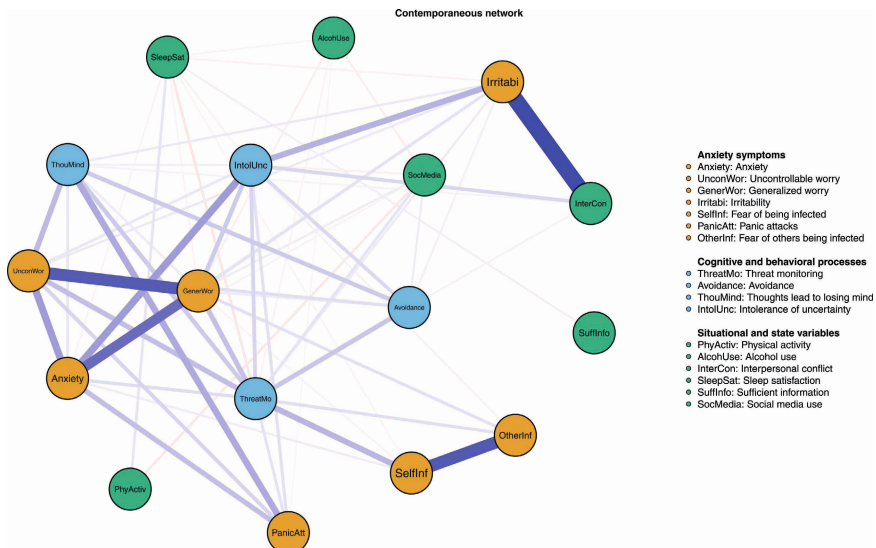 Contemporaneous network
AlcohUse
SleepSat
Irritabi
ThouMind
IntolUnc
SocMedia
InterCon
UnconWor
GenerWor
Avoidance
SuffInfo
Anxiety
ThreatMo
OtherInf
SelfInf
PhyActiv
PanicAtt
Anxiety symptoms
Anxiety: Anxiety
UnconWor: Uncontrollable worry
GenerWor: Generalized worry
Irritabi: Irritability
SelfInf: Fear of being infected
PanicAtt: Panic attacks
OtherInf: Fear of others being infected
Cognitive and behavioral processes
ThreatMo: Threat monitoring
Avoidance: Avoidance
ThouMind: Thoughts lead to losing mind
IntolUnc: Intolerance of uncertainty
Situational and state variables
PhyActiv: Physical activity
AlcohUse: Alcohol use
InterCon: Interpersonal conflict
SleepSat: Sleep satisfaction
SuffInfo: Sufficient information
SocMedia: Social media use